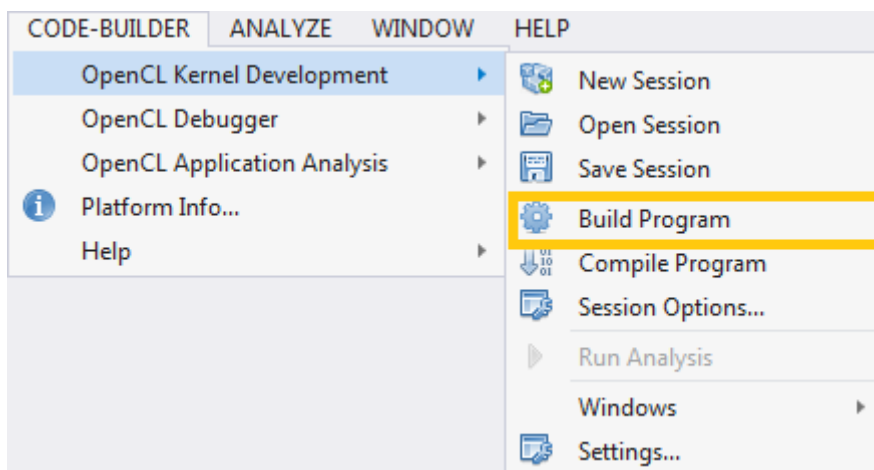 CODE-BUILDER ANALYZE WINDOW HELP
OpenCL Kernel Development
OpenCL Debugger
OpenCL Application Analysis
Platform Info...
Help
New Session
Open Session
Save Session
Build Program
Compile Program
Session Options...
Run Analysis
Windows
Settings...